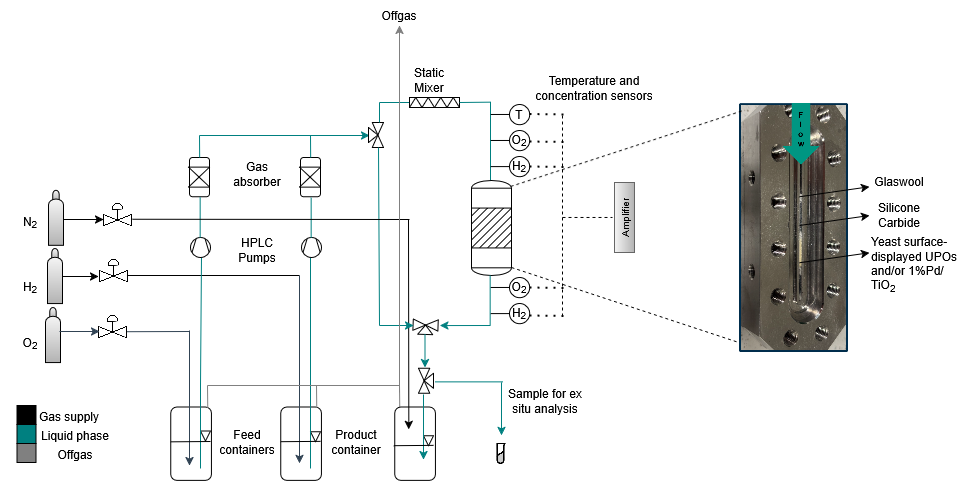 Offgas
Static
Mixer
Temperature and
concentration sensors
T
O2
H2
Flow
Gas
absorber
Glaswool
Silicone
Carbide
Yeast surface-
displayed UPOs
and/or 1%Pd/
TiO2
Amplifier
N2
HPLC
Pumps
H2
O2
O2
H2
Sample for ex
situ analysis
Gas supply
Liquid phase
Offgas
Feed
containers
Product
container